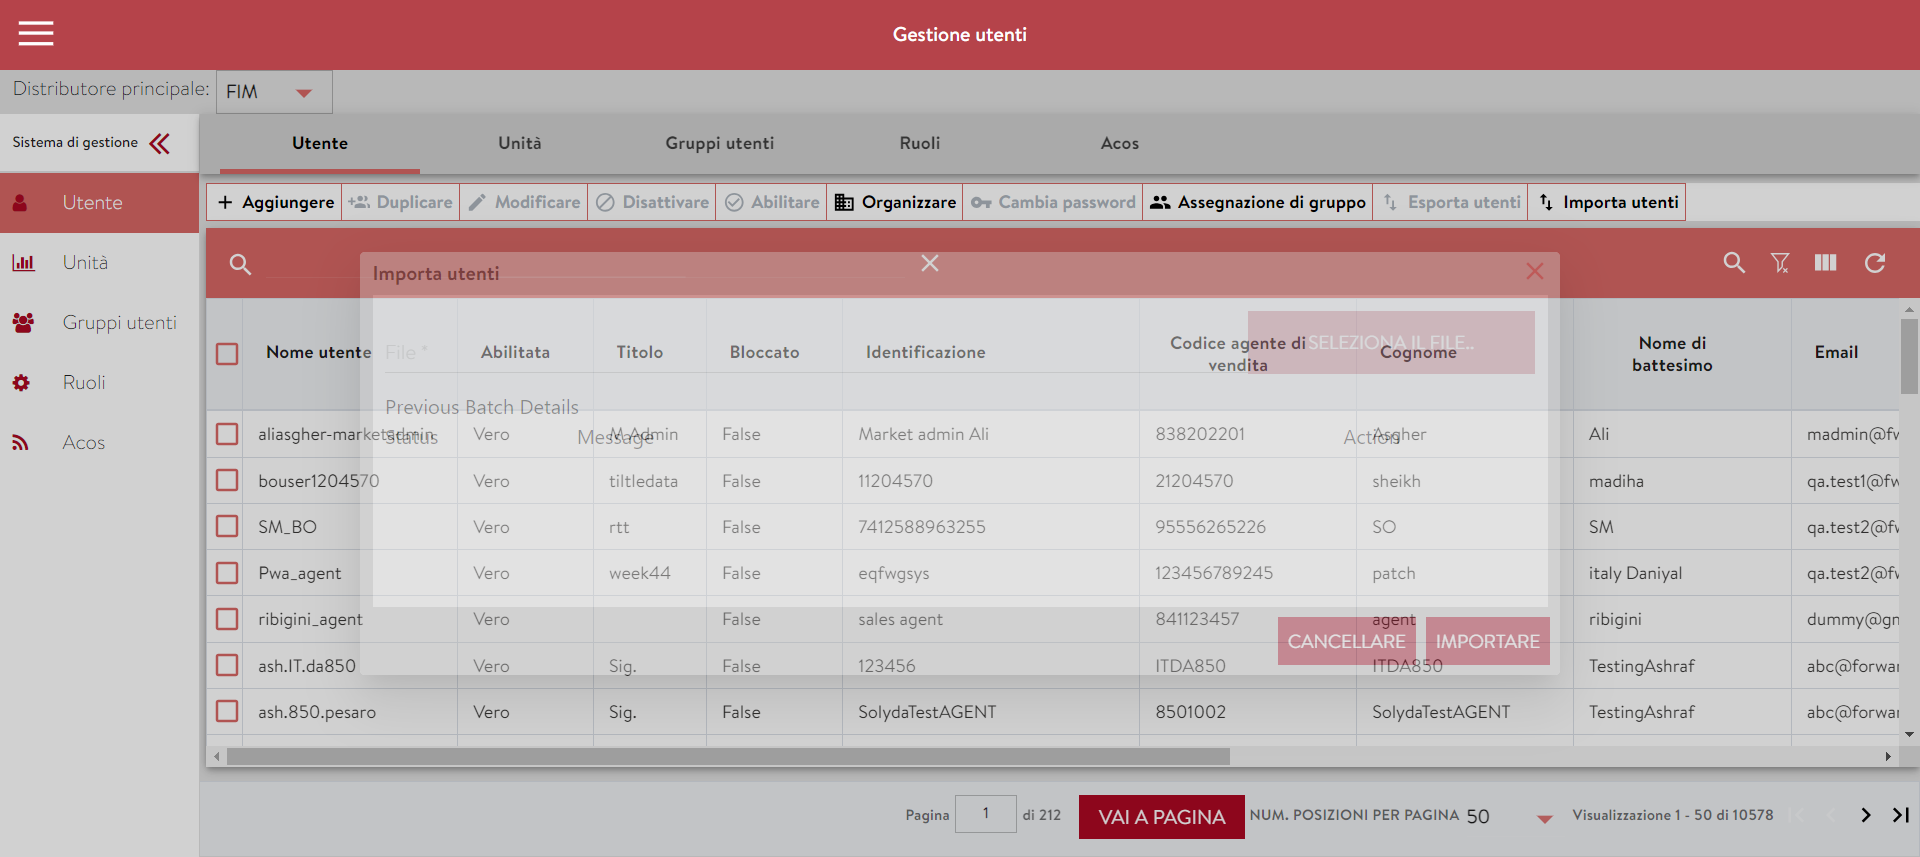 Gestione utenti
Distributore principale: FIM
Sistema di gestione
Utente Unità Gruppi utenti Ruoli Acos
Utente
Unità
Gruppi utenti
Ruoli
Acos
Aggiungere Duplicare Modificare Disattivare Abilitare Organizzare Cambia password Assegnazione di gruppo Esporta utenti Importa utenti
Importa utenti
Nome utente Abilitata Titolo Bloccato Identificazione Codice agente di vendita Cognome Nome di battesimo Email
File *
SELEZIONA IL FILE..
Previous Batch Details
Status Message Action
aliasgher-marketadmin Vero M Admin False Market admin Ali 838202201 Asgher Ali madmin@fw
bouser1204570 Vero tiltledata False 11204570 21204570 sheikh madiha qa.test1@fw
SM_BO Vero rtt False 7412588963255 95556265226 SO SM qa.test2@fw
Pwa_agent Vero week44 False eqfwgsys 123456789245 patch italy Daniyal qa.test2@fw
ribigini_agent Vero False sales agent 841123457 agent ribigini dummy@gm
CANCELLARE IMPORTARE
ash.IT.da850 Vero Sig. False 123456 ITDA850 ITDA850 TestingAshraf abc@forwar
ash.850.pesaro Vero Sig. False SolydaTestAGENT 8501002 SolydaTestAGENT TestingAshraf abc@forwar
Pagina 1 di 212 VAI A PAGINA NUM. POSIZIONI PER PAGINA 50 Visualizzazione 1 - 50 di 10578